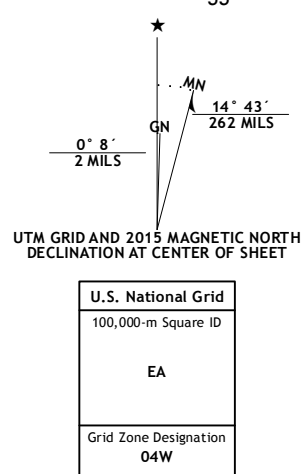 ★
MN
GN
14° 43´
262 MILS
0° 8´
2 MILS
UTM GRID AND 2015 MAGNETIC NORTH
DECLINATION AT CENTER OF SHEET
U.S. National Grid
100,000-m Square ID
EA
Grid Zone Designation
04W